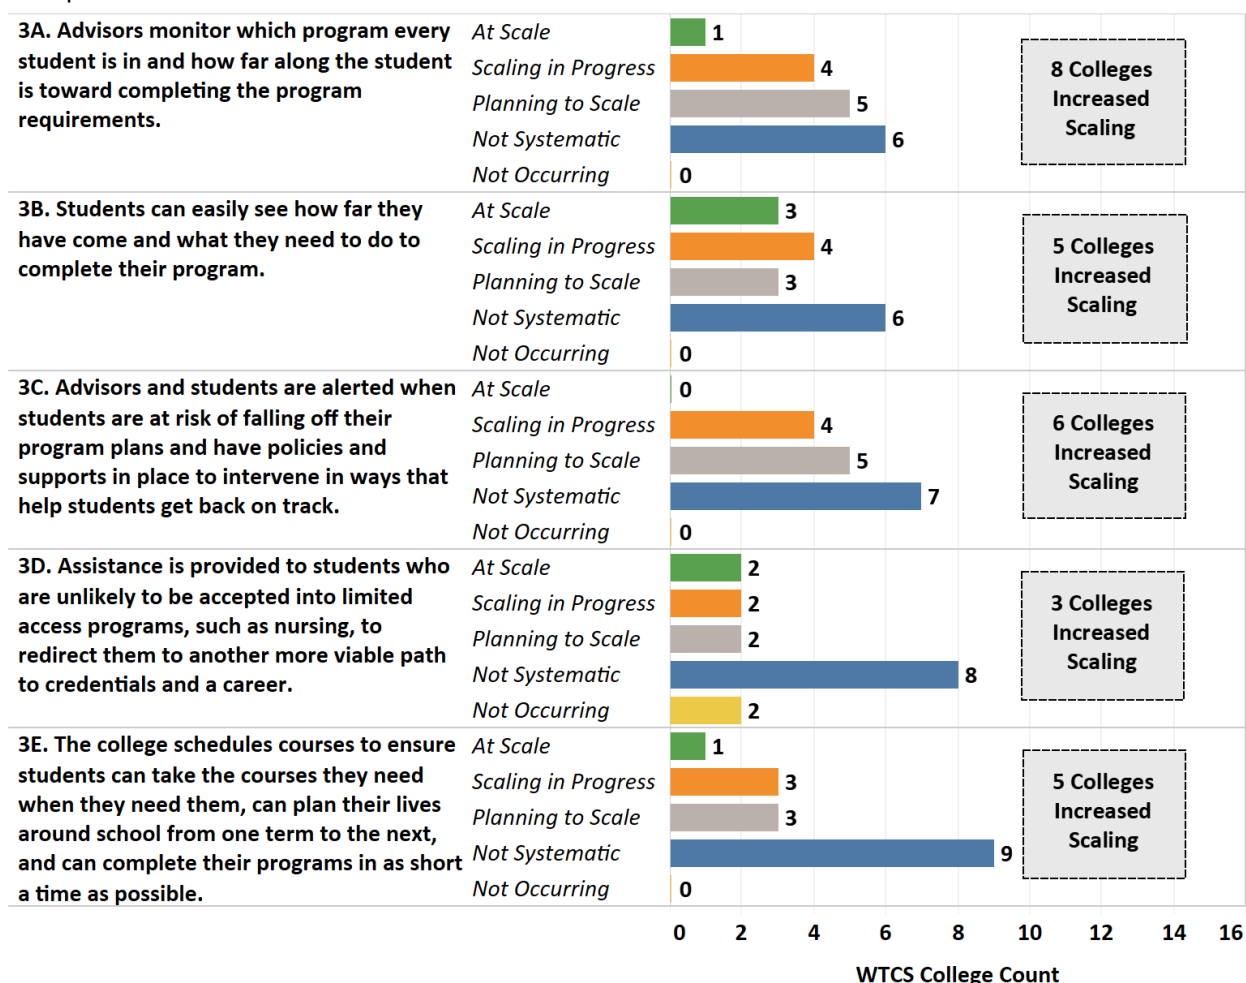 3A. Advisors monitor which program every
student is in and how far along the student
is toward completing the program
requirements.
At Scale
1
Scaling in Progress
4
Planning to Scale
5
Not Systematic
6
Not Occurring
0
8 Colleges
Increased
Scaling
3B. Students can easily see how far they
have come and what they need to do to
complete their program.
At Scale
3
Scaling in Progress
4
Planning to Scale
3
Not Systematic
6
Not Occurring
0
5 Colleges
Increased
Scaling
3C. Advisors and students are alerted when
students are at risk of falling off their
program plans and have policies and
supports in place to intervene in ways that
help students get back on track.
At Scale
0
Scaling in Progress
4
Planning to Scale
5
Not Systematic
7
Not Occurring
0
6 Colleges
Increased
Scaling
3D. Assistance is provided to students who
are unlikely to be accepted into limited
access programs, such as nursing, to
redirect them to another more viable path
to credentials and a career.
At Scale
2
Scaling in Progress
2
Planning to Scale
2
Not Systematic
8
Not Occurring
2
3 Colleges
Increased
Scaling
3E. The college schedules courses to ensure
students can take the courses they need
when they need them, can plan their lives
around school from one term to the next,
and can complete their programs in as short
a time as possible.
At Scale
1
Scaling in Progress
3
Planning to Scale
3
Not Systematic
9
Not Occurring
0
5 Colleges
Increased
Scaling
0 2 4 6 8 10 12 14 16
WTCS College Count